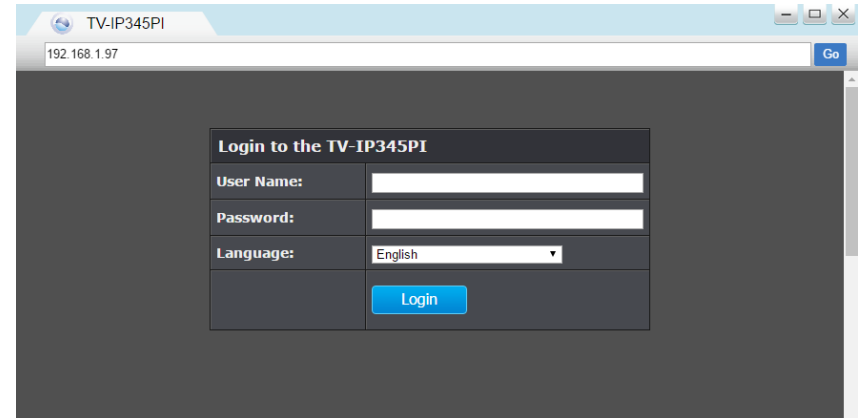 TV-IP345PI
192.168.1.97
Go
Login to the TV-IP345PI
User Name:
Password:
Language:
English
Login